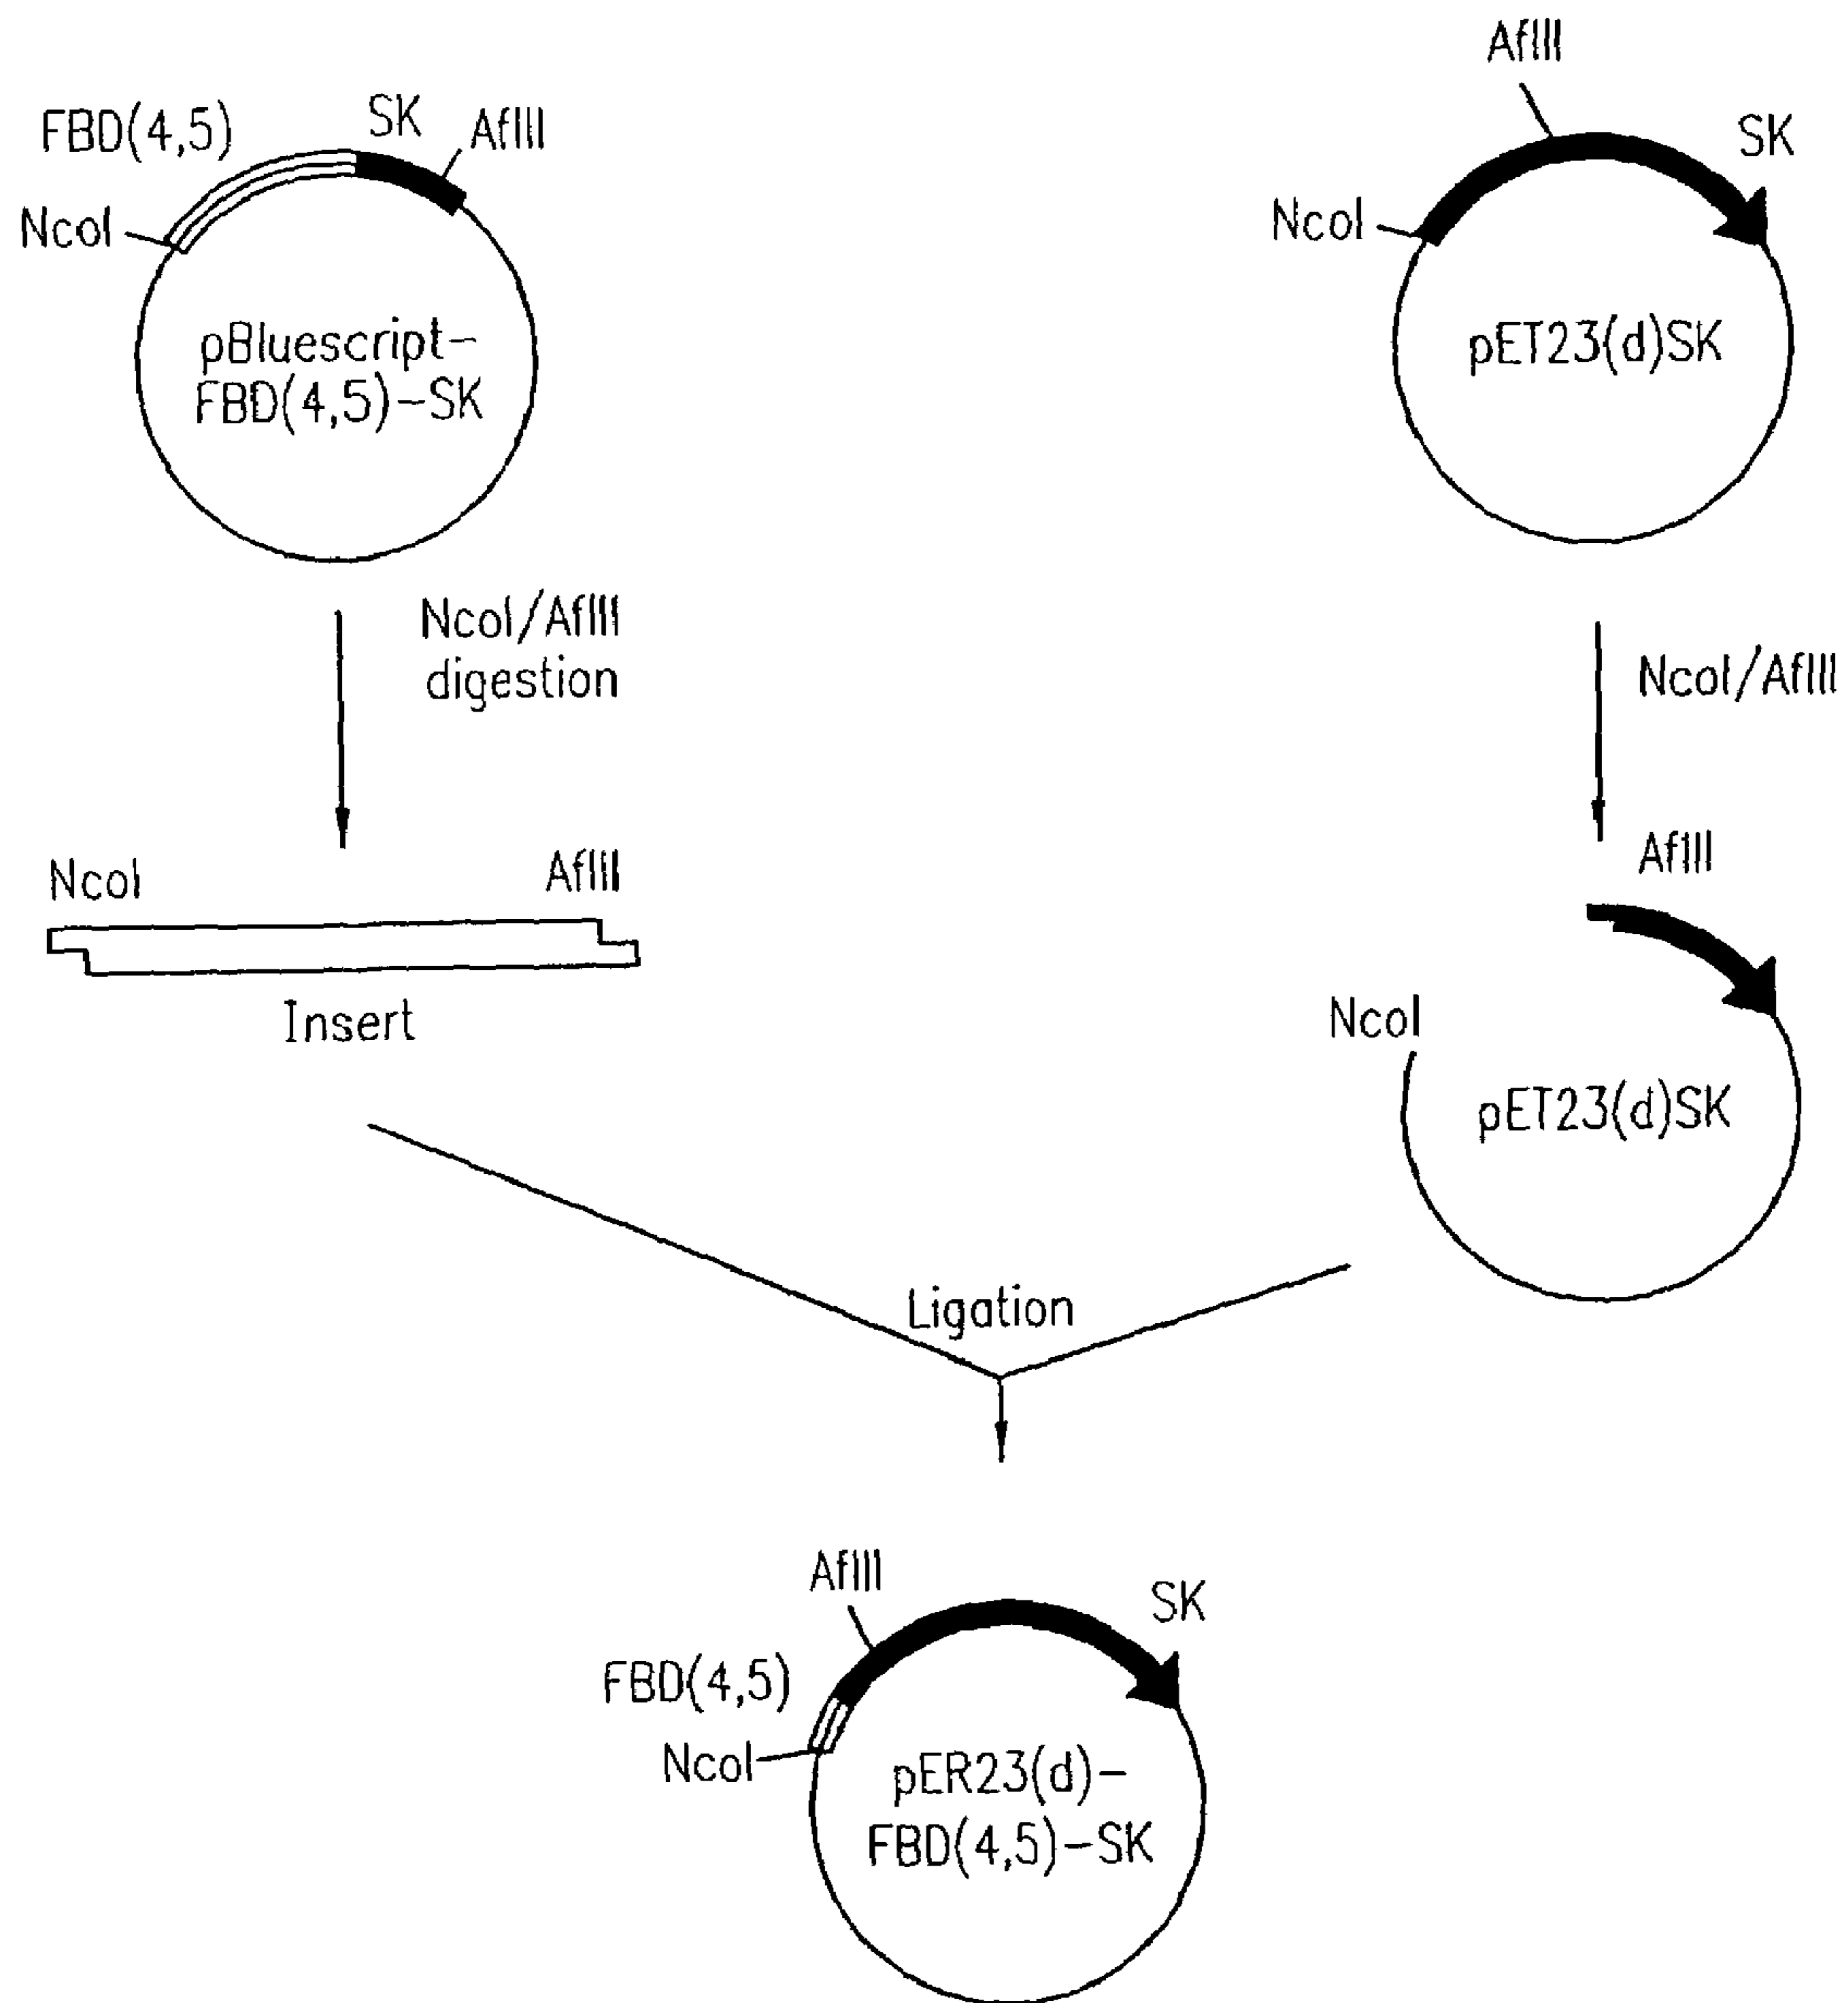 AflII
FBD(4,5)
SK
AflII
SK
NcoI
NcoI
pBluescript-
FBD(4,5)-SK
pET23(d)SK
NcoI/AflII
digestion
NcoI/AflII
NcoI
AflII
AflII
Insert
NcoI
pET23(d)SK
Ligation
AflII
SK
FBD(4,5)
NcoI
pER23(d)-
FBD(4,5)-SK